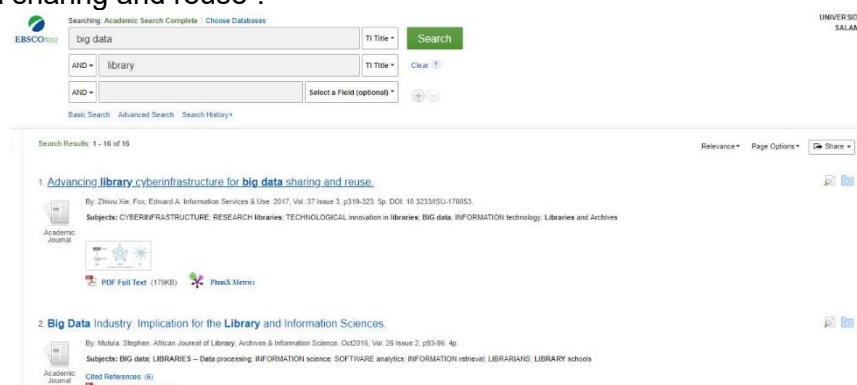 sharing and reuse".
UNIVERSID
SALAM
Searching: Academic Search Complete Choose Databases
EBSCOhost
big data TI Title Search
AND library TI Title Clear ?
AND Select a Field (optional)
Basic Search Advanced Search Search History
Search Results: 1 - 16 of 16
Relevance Page Options Share
1. Advancing library cyberinfrastructure for big data sharing and reuse.
By: Zhiwu Xie; Fox, Edward A. Information Services & Use. 2017, Vol. 37 Issue 3, p319-323. 5p. DOI: 10.3233/ISU-170853.
Subjects: CYBERINFRASTRUCTURE; RESEARCH libraries; TECHNOLOGICAL innovation in libraries; BIG data; INFORMATION technology; Libraries and Archives
Academic
Journal
PDF Full Text (179KB) PlumX Metrics
2. Big Data Industry: Implication for the Library and Information Sciences.
By: Mutula, Stephen. African Journal of Library, Archives & Information Science. Oct2016, Vol. 26 Issue 2, p93-96. 4p.
Subjects: BIG data; LIBRARIES -- Data processing; INFORMATION science; SOFTWARE analytics; INFORMATION retrieval; LIBRARIANS; LIBRARY schools
Academic
Journal
Cited References: (6)